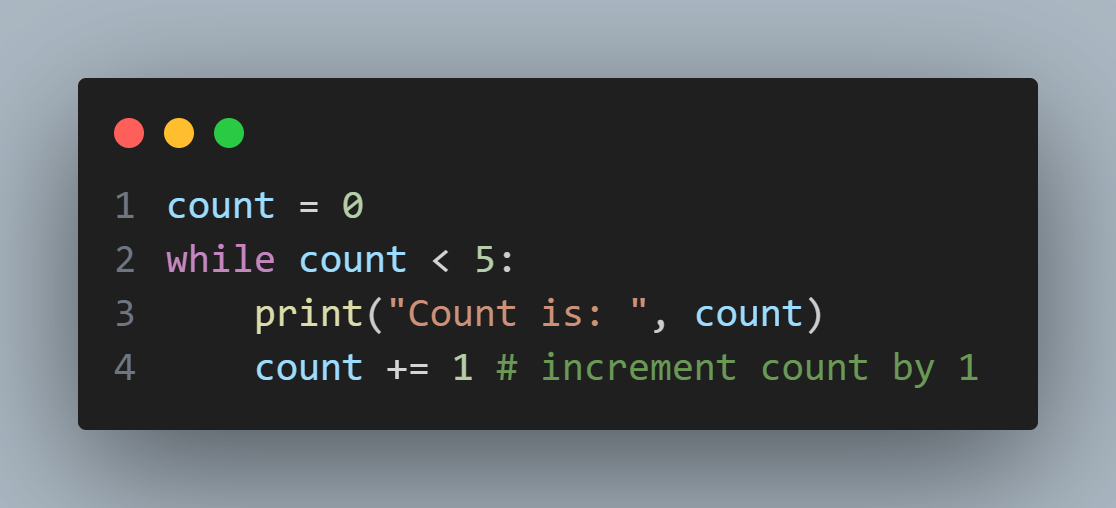 1 count = 0
2 while count < 5:
3     print("Count is: ", count)
4     count += 1 # increment count by 1